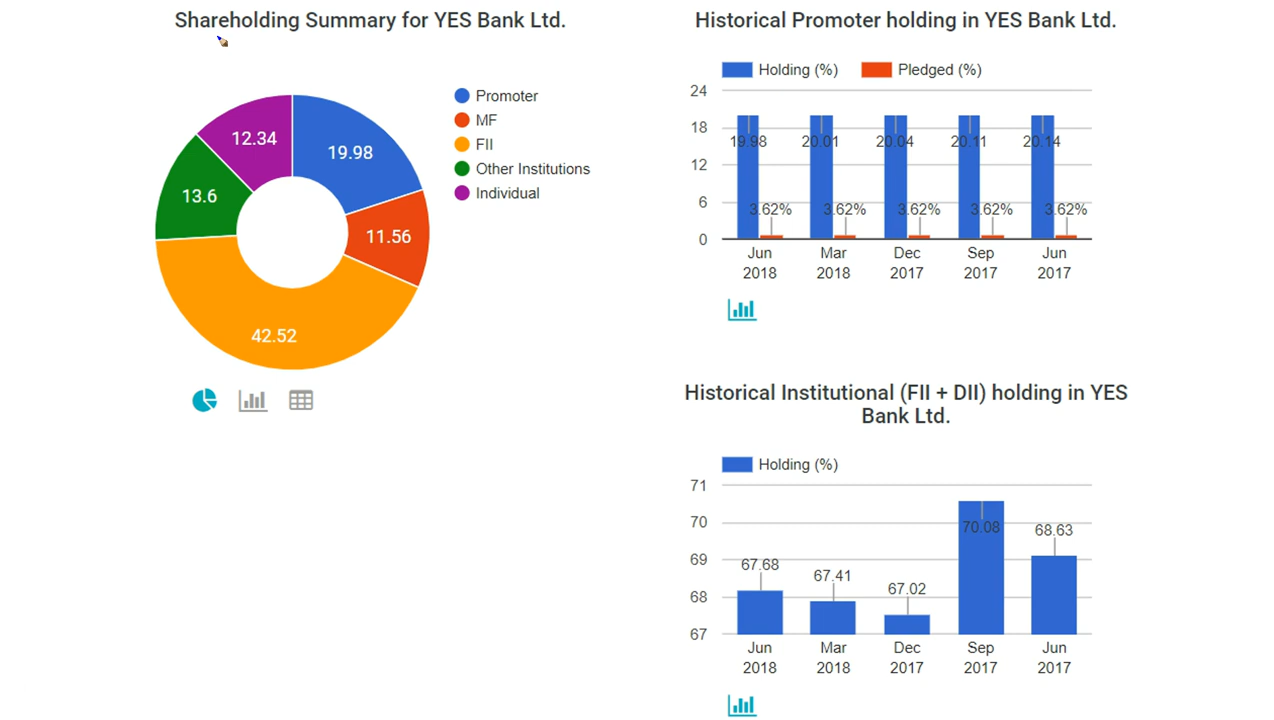 Shareholding Summary for YES Bank Ltd.
Promoter
MF
FII
Other Institutions
Individual
12.34
19.98
13.6
11.56
42.52
Historical Promoter holding in YES Bank Ltd.
Holding (%)
Pledged (%)
24
18
12
6
0
19.98
20.01
20.04
20.11
20.14
3.62%
3.62%
3.62%
3.62%
3.62%
Jun
2018
Mar
2018
Dec
2017
Sep
2017
Jun
2017
Historical Institutional (FII + DII) holding in YES
Bank Ltd.
Holding (%)
71
70
69
68
67
67.68
67.41
67.02
70.08
68.63
Jun
2018
Mar
2018
Dec
2017
Sep
2017
Jun
2017